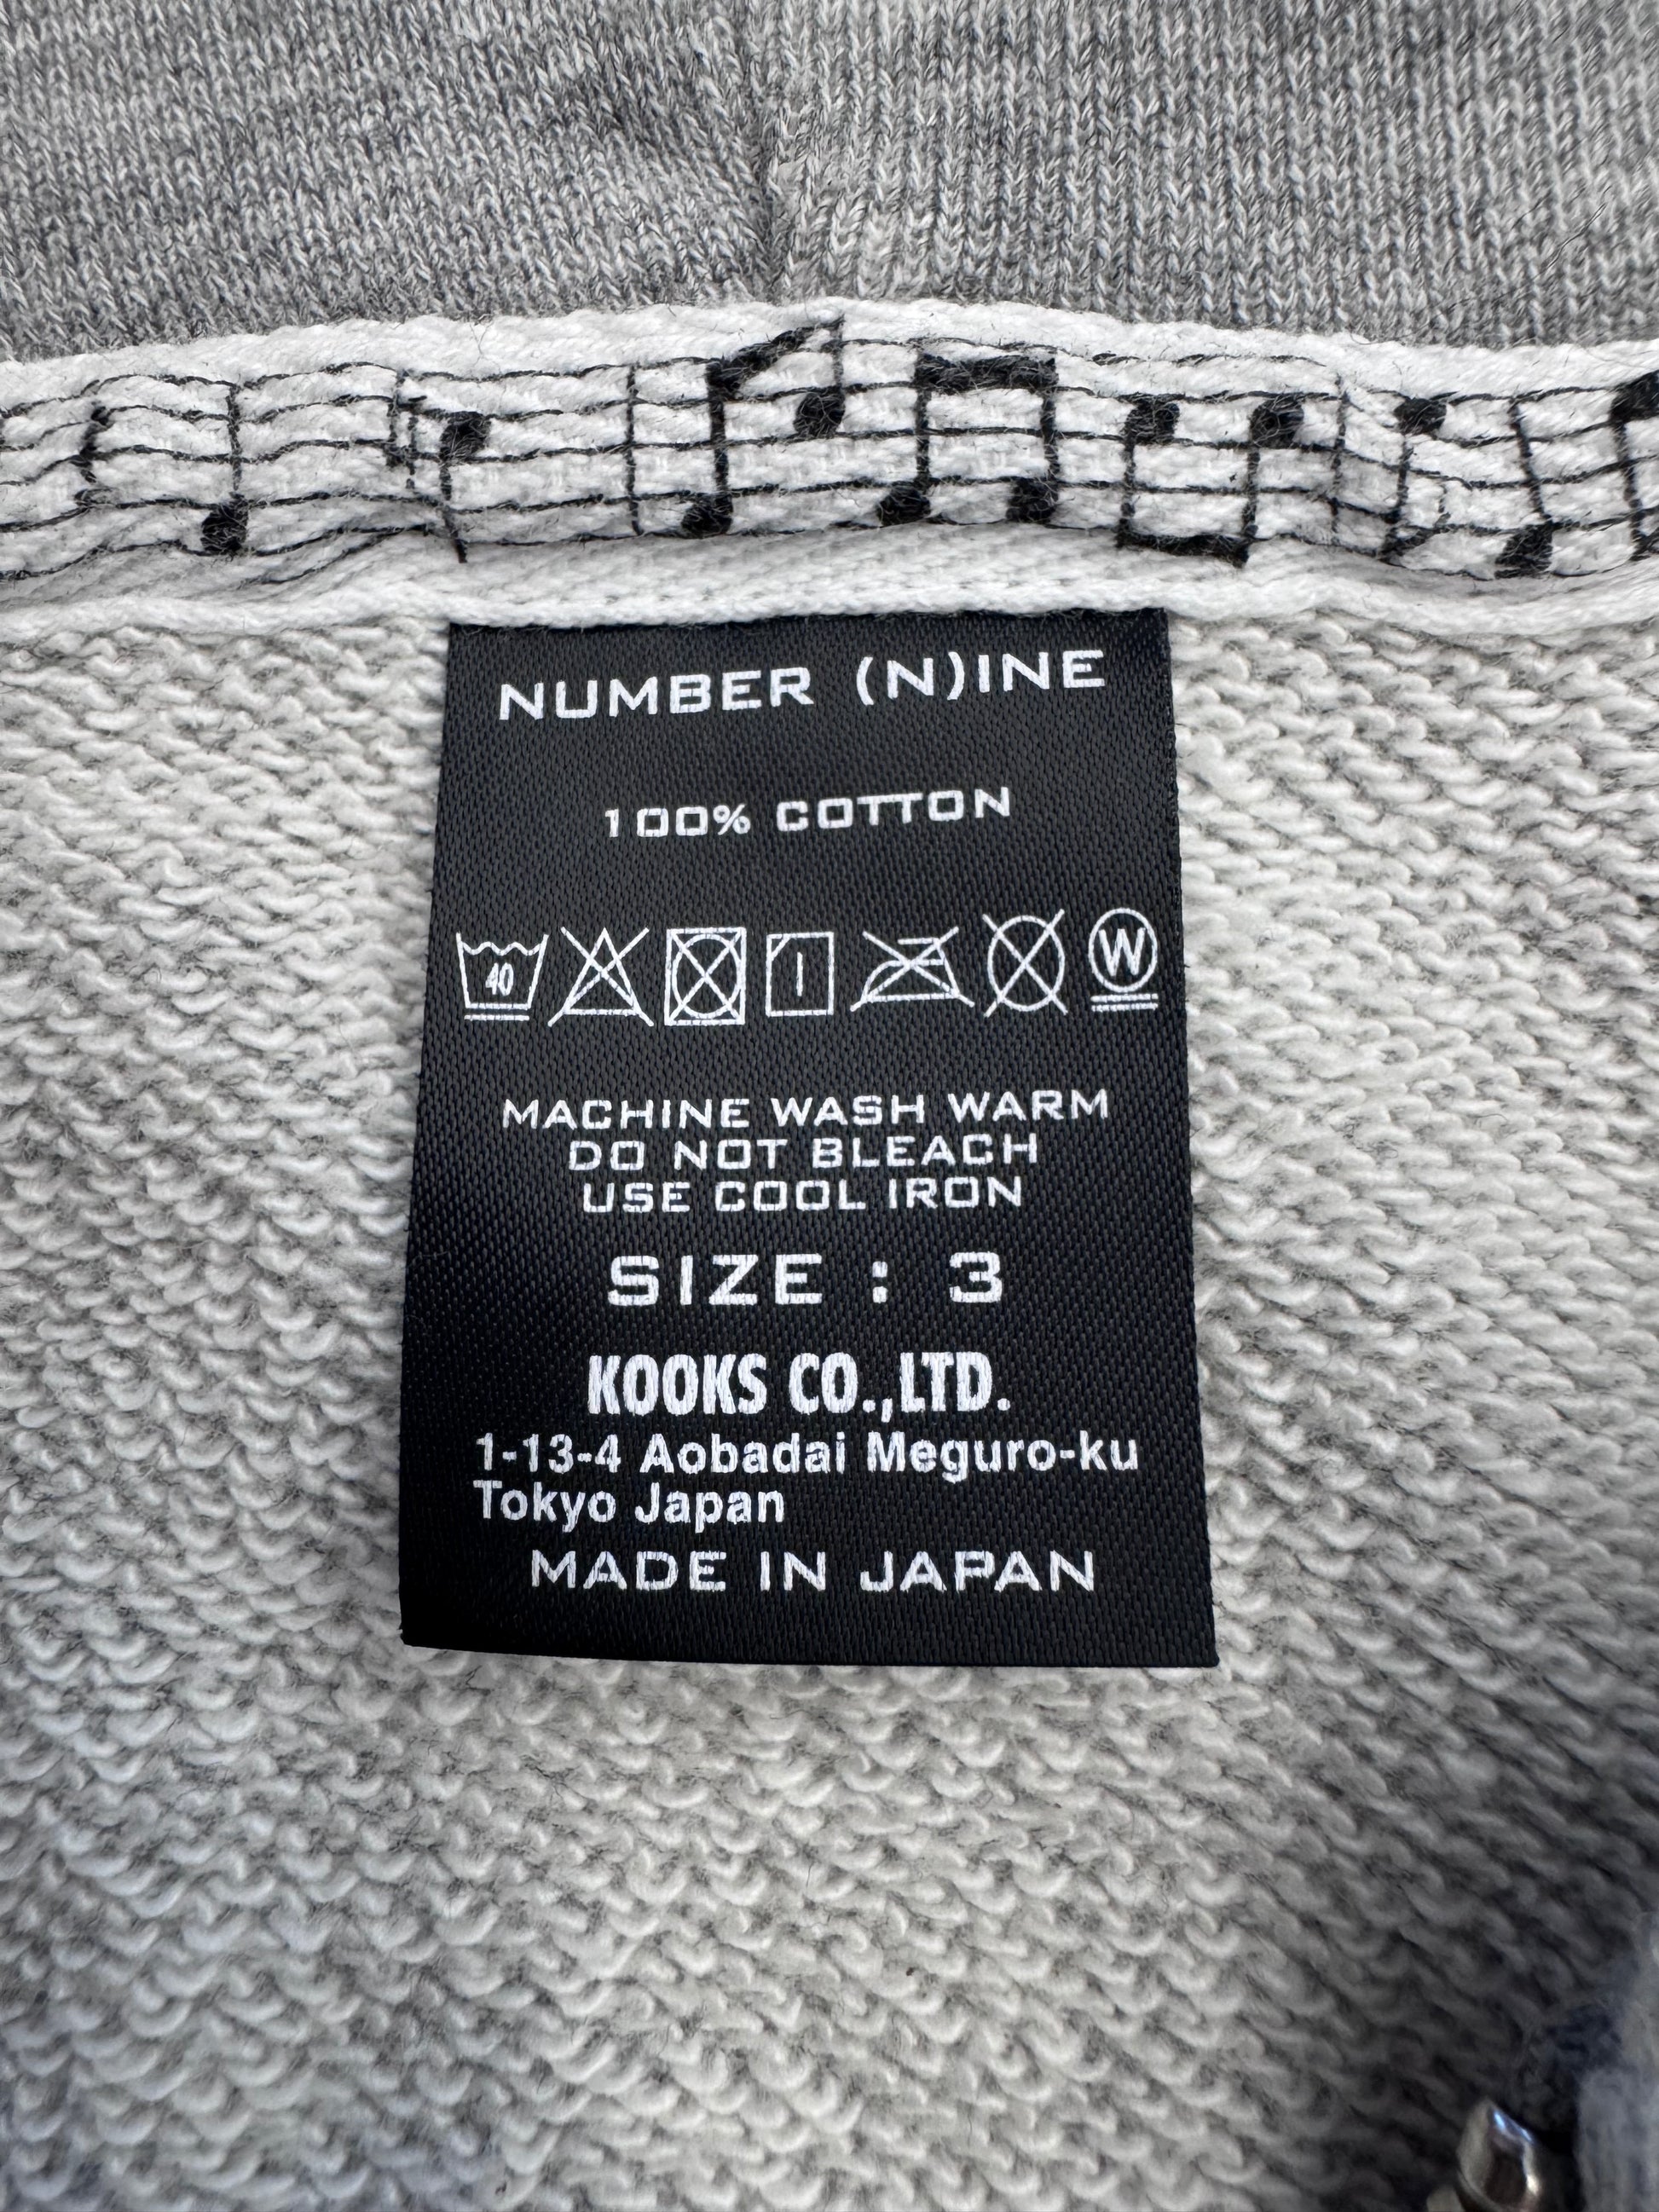 NUMBER (N)INE
100% COTTON
40
W
MACHINE WASH WARM
DO NOT BLEACH
USE COOL IRON
SIZE : 3
KOOKS CO.,LTD.
1-13-4 Aobadai Meguro-ku
Tokyo Japan
MADE IN JAPAN